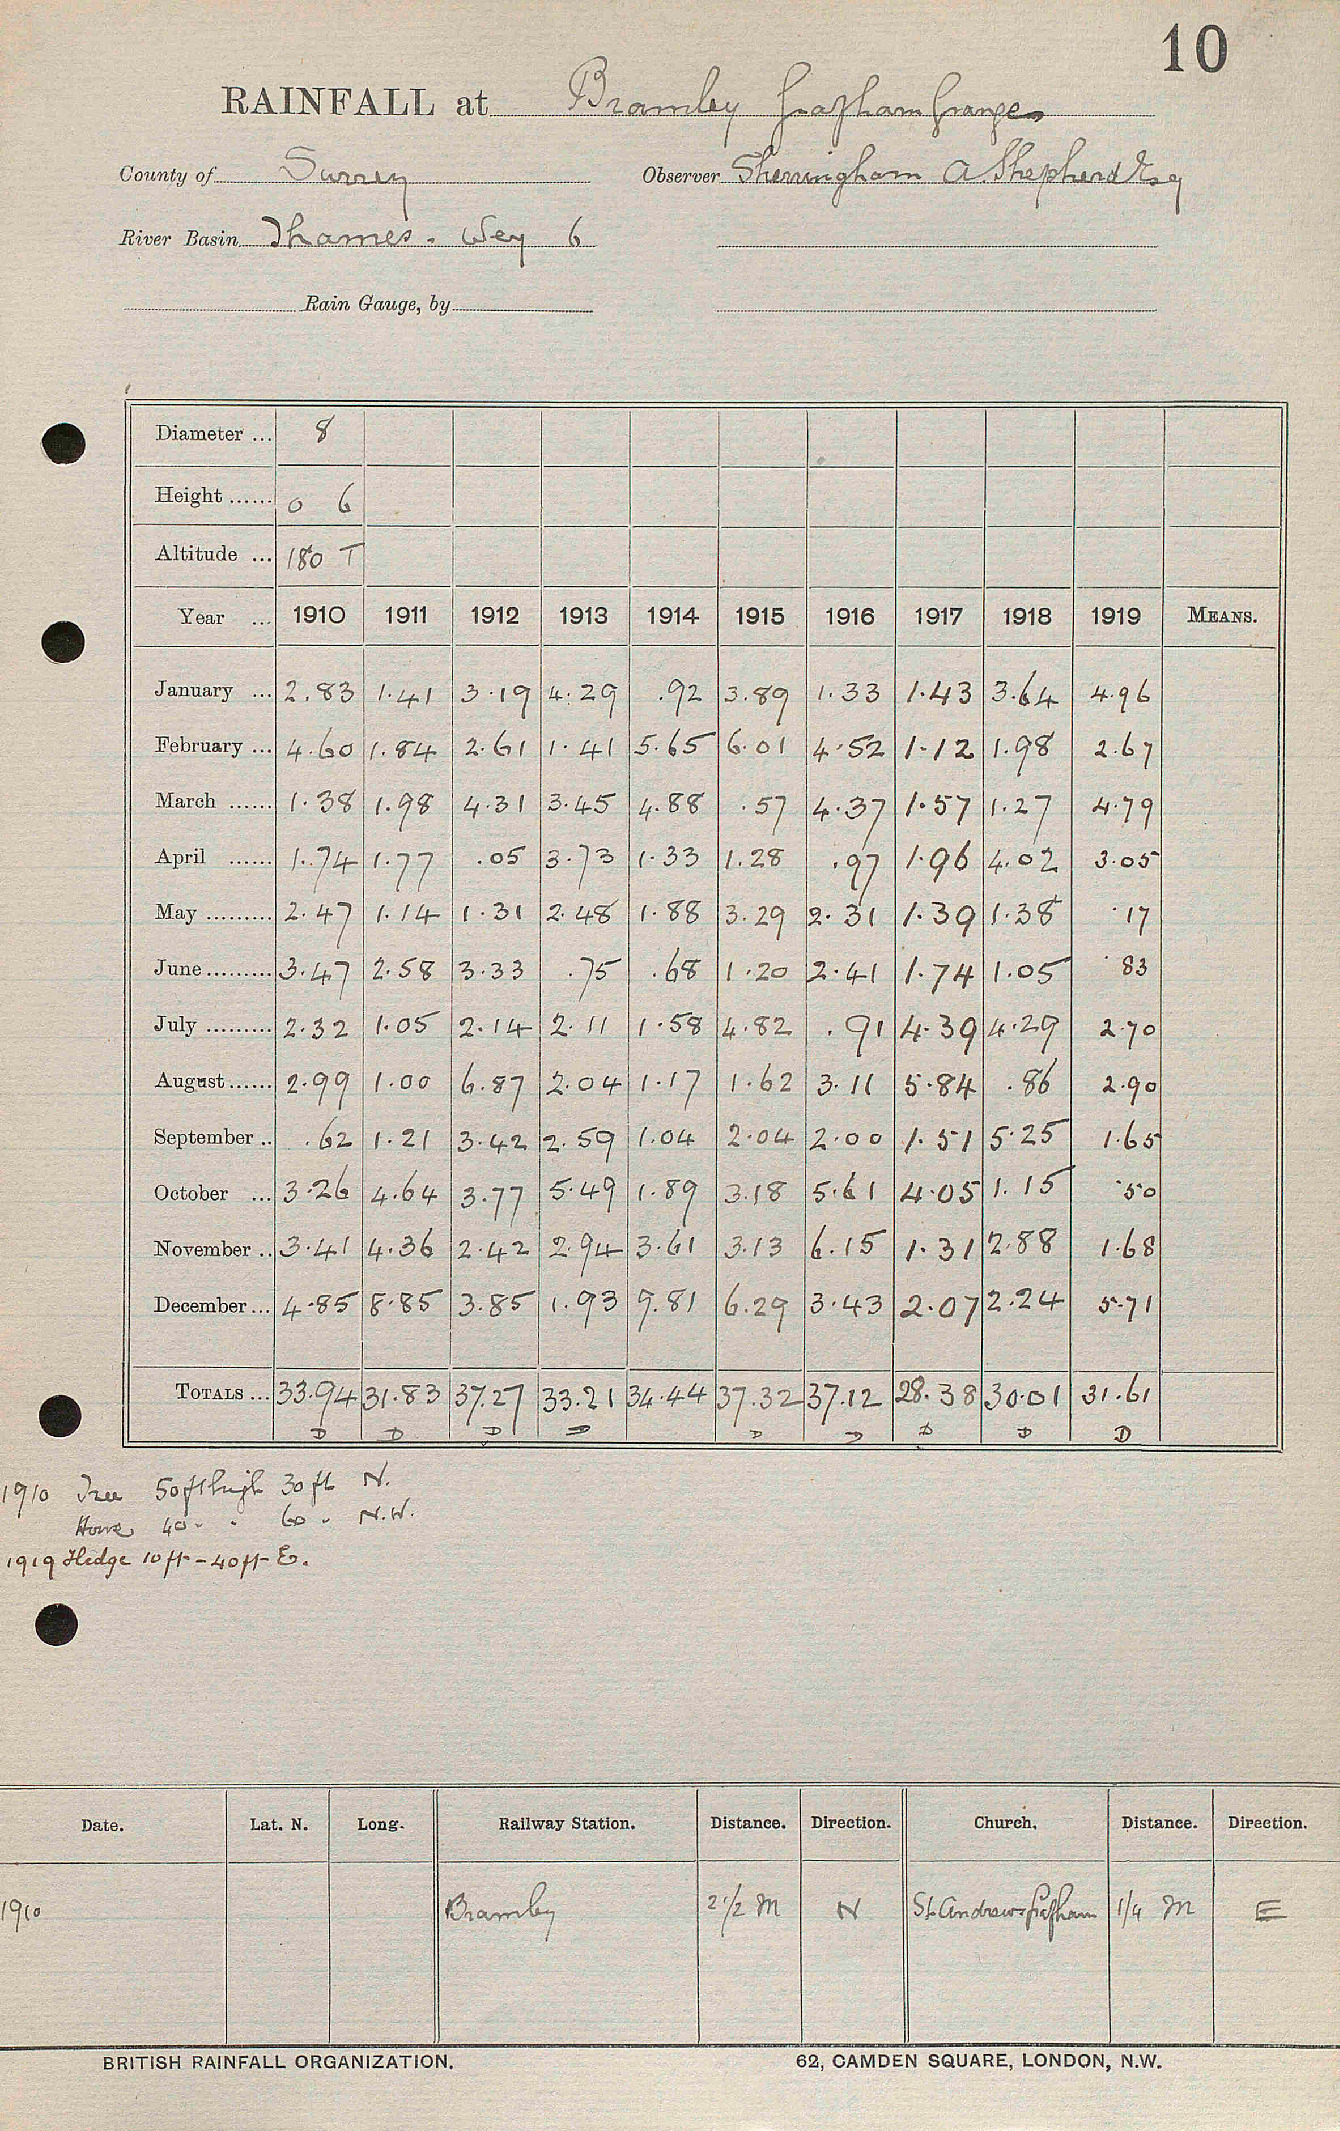 10
RAINFALL at Bramley Grafham Grange
County of Surrey Observer Sherringham A. Shepherd Esq
River Basin Thames - Wey 6
Rain Gauge, by
Diameter ... 8
Height ...... 0 6
Altitude ... 180 T
Year ... 1910 1911 1912 1913 1914 1915 1916 1917 1918 1919 MEANS.
January ... 2.83 1.41 3.19 4.29 .92 3.89 1.33 1.43 3.64 4.96
February ... 4.60 1.84 2.61 1.41 5.65 6.01 4.52 1.12 1.98 2.67
March ...... 1.38 1.98 4.31 3.45 4.88 .57 4.37 1.57 1.27 4.79
April ...... 1.74 1.77 .05 3.73 1.33 1.28 .97 1.96 4.02 3.05
May ......... 2.47 1.14 1.31 2.48 1.88 3.29 2.31 1.39 1.38 .17
June ......... 3.47 2.58 3.33 .75 .68 1.20 2.41 1.74 1.05 .83
July ......... 2.32 1.05 2.14 2.11 1.58 4.82 .91 4.39 4.29 2.70
August ...... 2.99 1.00 6.87 2.04 1.17 1.62 3.11 5.84 .86 2.90
September .. .62 1.21 3.42 2.59 1.04 2.04 2.00 1.51 5.25 1.65
October ... 3.26 4.64 3.77 5.49 1.89 3.18 5.61 4.05 1.15 .50
November .. 3.41 4.36 2.42 2.94 3.61 3.13 6.15 1.31 2.88 1.68
December ... 4.85 8.85 3.85 1.93 9.81 6.29 3.43 2.07 2.24 5.71
TOTALS ... 33.94 31.83 37.27 33.21 34.44 37.32 37.12 28.38 30.01 31.61
D D D D D D D D D
1910 Tree 50 ft high 30 ft N.
House 40 " " 60 " N.W.
1919 Hedge 10 ft - 40 ft E.
Date. Lat. N. Long. Railway Station. Distance. Direction. Church. Distance. Direction.
1910 Bramley 2 1/2 M N St. Andrews Grafham 1/4 M E
BRITISH RAINFALL ORGANIZATION. 62, CAMDEN SQUARE, LONDON, N.W.